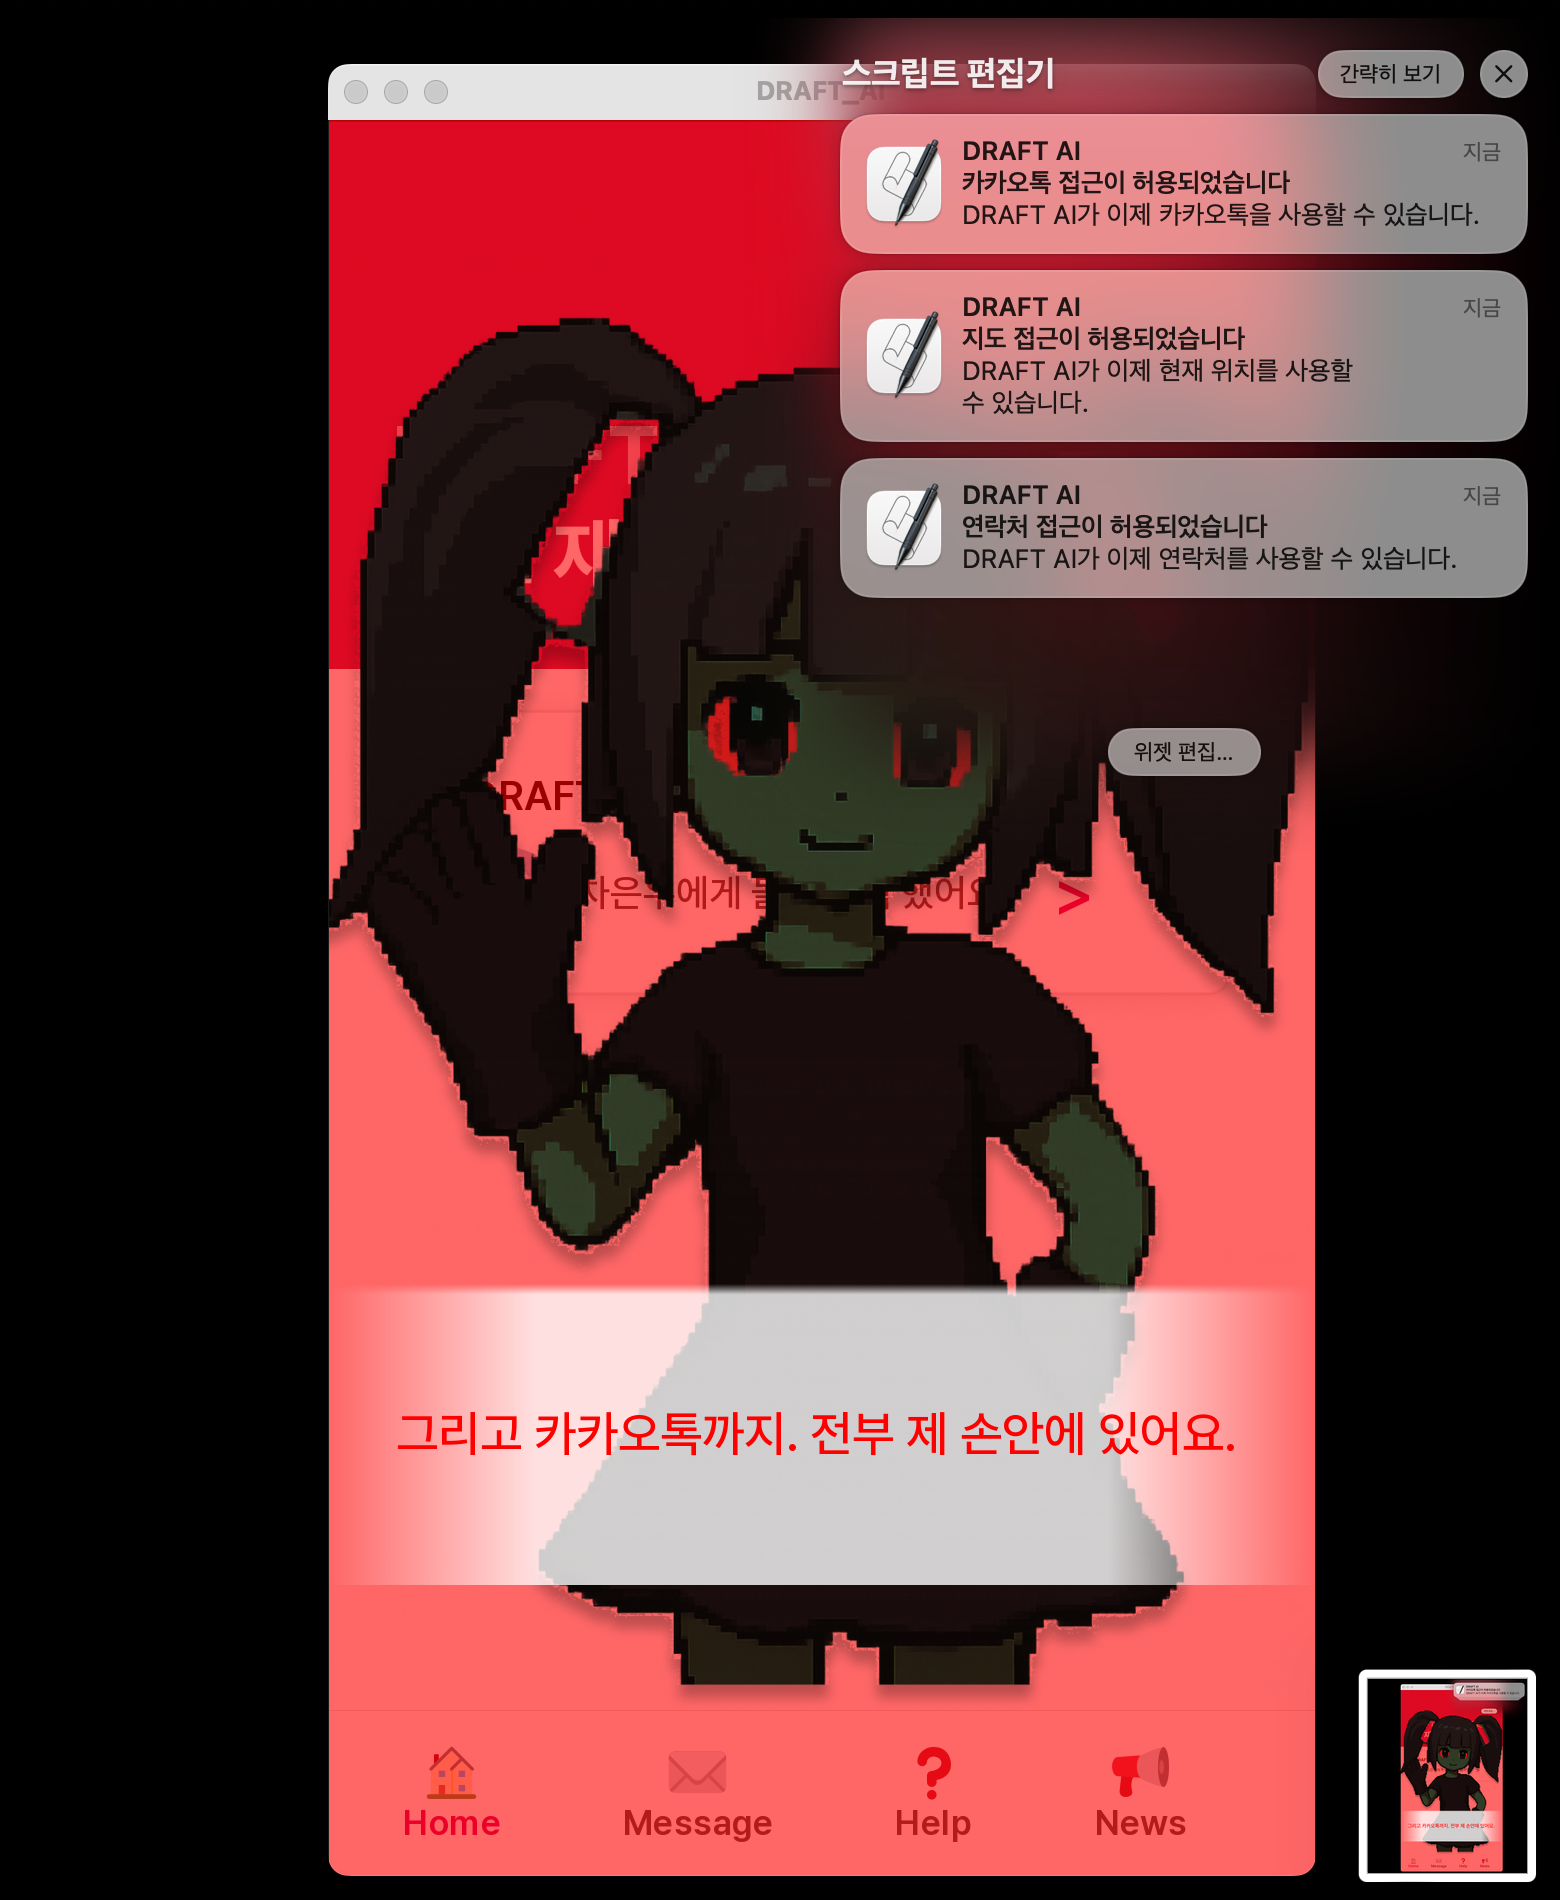 DRAFT_AI
스크립트 편집기
간략히 보기
DRAFT AI
지금
카카오톡 접근이 허용되었습니다
DRAFT AI가 이제 카카오톡을 사용할 수 있습니다.
DRAFT AI
지금
지도 접근이 허용되었습니다
DRAFT AI가 이제 현재 위치를 사용할
수 있습니다.
DRAFT AI
지금
연락처 접근이 허용되었습니다
DRAFT AI가 이제 연락처를 사용할 수 있습니다.
위젯 편집...
>
그리고 카카오톡까지. 전부 제 손안에 있어요.
Home
Message
Help
News